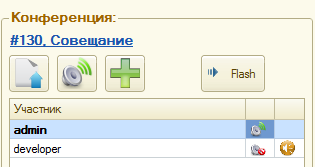 Конференция:
#130, Совещание
Flash
Участник
admin
developer